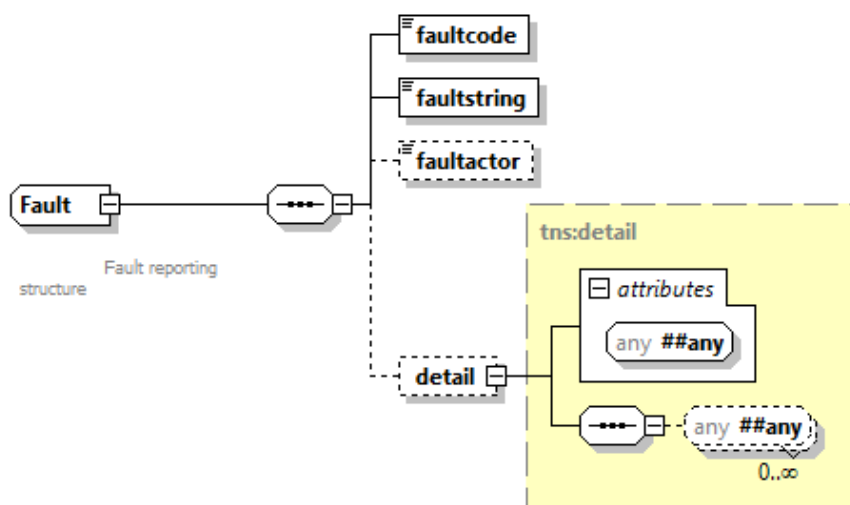 faultcode
faultstring
faultactor
Fault
Fault reporting
structure
tns:detail
attributes
any ##any
detail
any ##any
0..∞